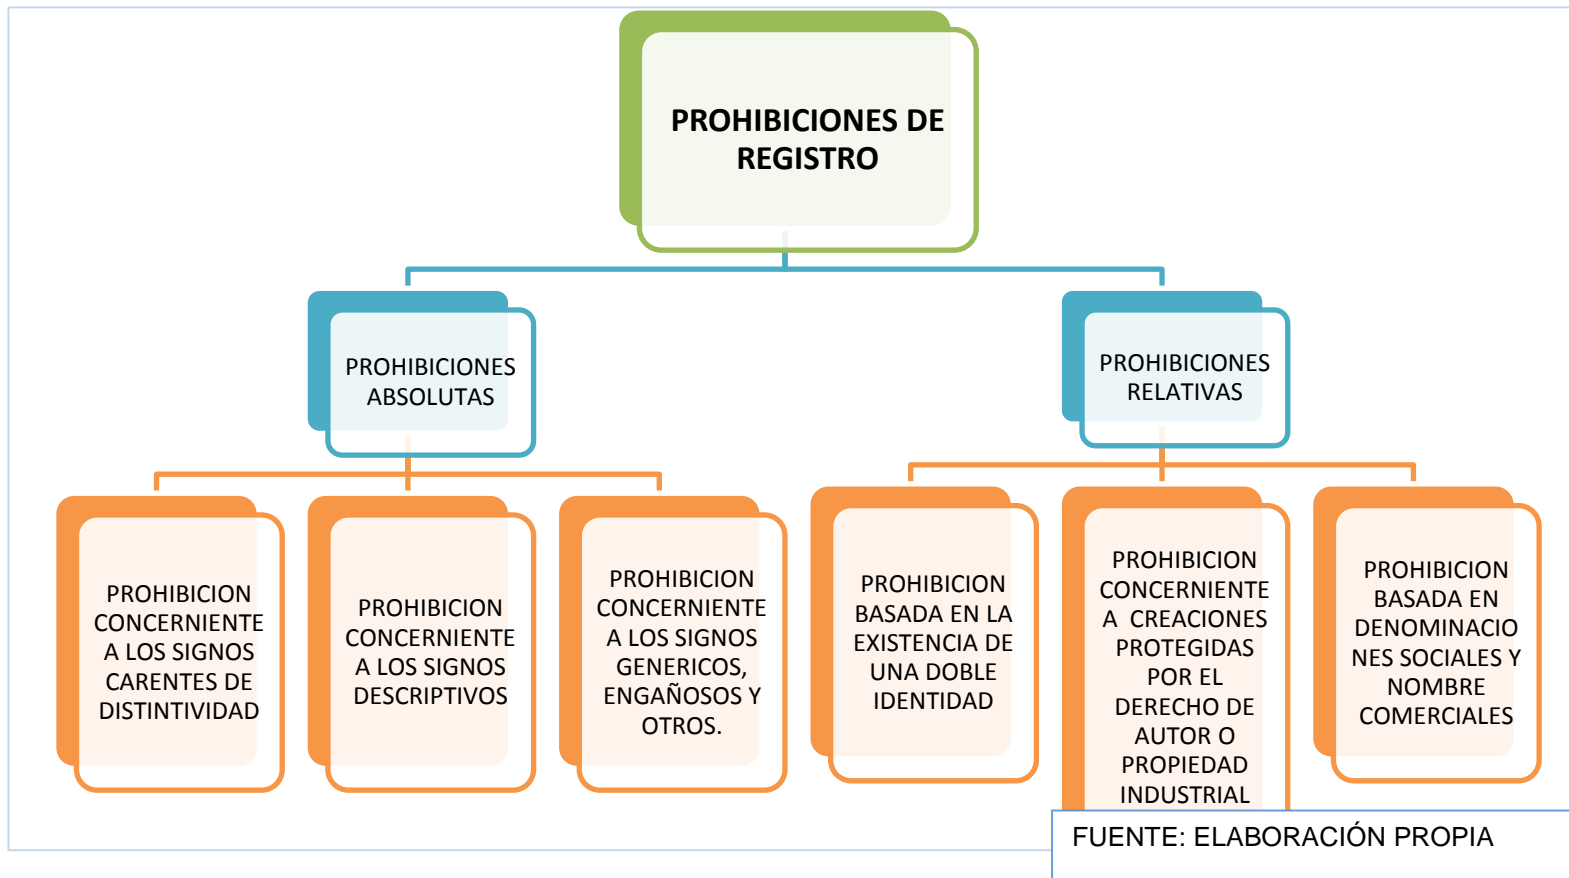 PROHIBICIONES DE
REGISTRO
PROHIBICIONES
ABSOLUTAS
PROHIBICIONES
RELATIVAS
PROHIBICION
CONCERNIENTE
A LOS SIGNOS
CARENTES DE
DISTINTIVIDAD
PROHIBICION
CONCERNIENTE
A LOS SIGNOS
DESCRIPTIVOS
PROHIBICION
CONCERNIENTE
A LOS SIGNOS
GENERICOS,
ENGAÑOSOS Y
OTROS.
PROHIBICION
BASADA EN LA
EXISTENCIA DE
UNA DOBLE
IDENTIDAD
PROHIBICION
CONCERNIENTE
A CREACIONES
PROTEGIDAS
POR EL
DERECHO DE
AUTOR O
PROPIEDAD
INDUSTRIAL
PROHIBICION
BASADA EN
DENOMINACIO
NES SOCIALES Y
NOMBRE
COMERCIALES
FUENTE: ELABORACIÓN PROPIA